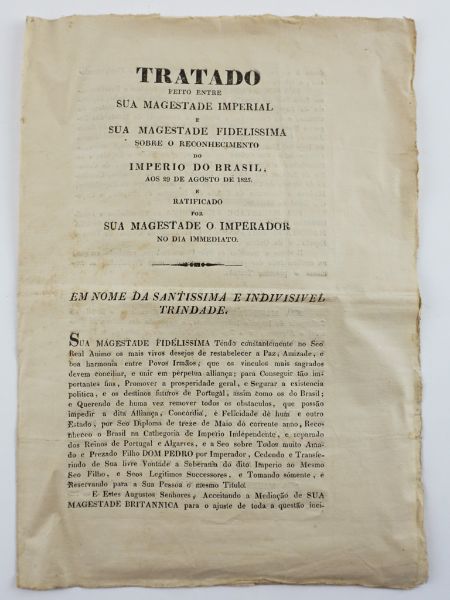 TRATADO
FEITO ENTRE
SUA MAGESTADE IMPERIAL
E
SUA MAGESTADE FIDELISSIMA
SOBRE O RECONHECIMENTO
DO
IMPERIO DO BRASIL,
AOS 29 DE AGOSTO DE 1825.
E
RATIFICADO
POR
SUA MAGESTADE O IMPERADOR
NO DIA IMMEDIATO.
EM NOME DA SANTISSIMA E INDIVISIVEL
TRINDADE.
SUA MAGESTADE FIDELISSIMA Tendo constantemente no Seo
Real Animo os mais vivos desejos de restabelecer a Paz, Amizade, e
boa harmonia entre Povos Irmãos, que os vinculos mais sagrados
devem conciliar, e unir em perpetua alliança; para Conseguir tão im-
portantes fins, Promover a prosperidade geral, e Segurar a existencia
politica, e os destinos futuros de Portugal, assim como os do Brasil;
e Querendo de huma vez remover todos os obstaculos, que possão
impedir a dita Alliança, Concordia, e Felicidade de hum e outro
Estado, por Seo Diploma de treze de Maio do corrente anno, Reco-
nheceo o Brasil na Cathegoria de Imperio Independente, e separado
dos Reinos de Portugal e Algarves, e a Seo sobre Todos muito Ama-
do e Prezado Filho DOM PEDRO por Imperador, Cedendo e Transfe-
rindo de Sua livre Vontade a Soberania do dito Imperio ao Mesmo
Seo Filho, e Seos Legitimos Successores, e Tomando sómente, e
Reservando para a Sua Pessoa o mesmo Titulo.
E Estes Augustos Senhores, Acceitando a Mediação de SUA
MAGESTADE BRITANNICA para o ajuste de toda a questão inci-